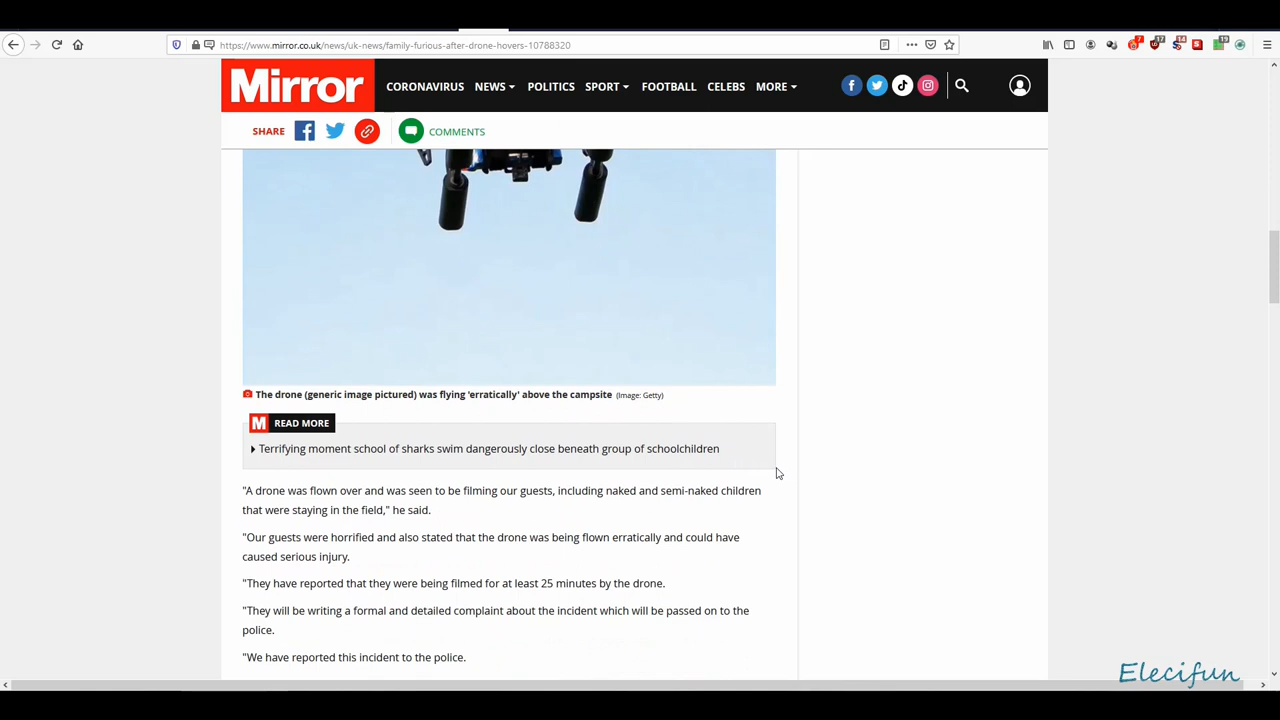 https://www.mirror.co.uk/news/uk-news/family-furious-after-drone-hovers-10788320
7
17
14
19
Mirror
CORONAVIRUS NEWS POLITICS SPORT FOOTBALL CELEBS MORE
SHARE
COMMENTS
The drone (generic image pictured) was flying 'erratically' above the campsite (Image: Getty)
M READ MORE
Terrifying moment school of sharks swim dangerously close beneath group of schoolchildren
"A drone was flown over and was seen to be filming our guests, including naked and semi-naked children
that were staying in the field," he said.
"Our guests were horrified and also stated that the drone was being flown erratically and could have
caused serious injury.
"They have reported that they were being filmed for at least 25 minutes by the drone.
"They will be writing a formal and detailed complaint about the incident which will be passed on to the
police.
"We have reported this incident to the police.
Elecifun